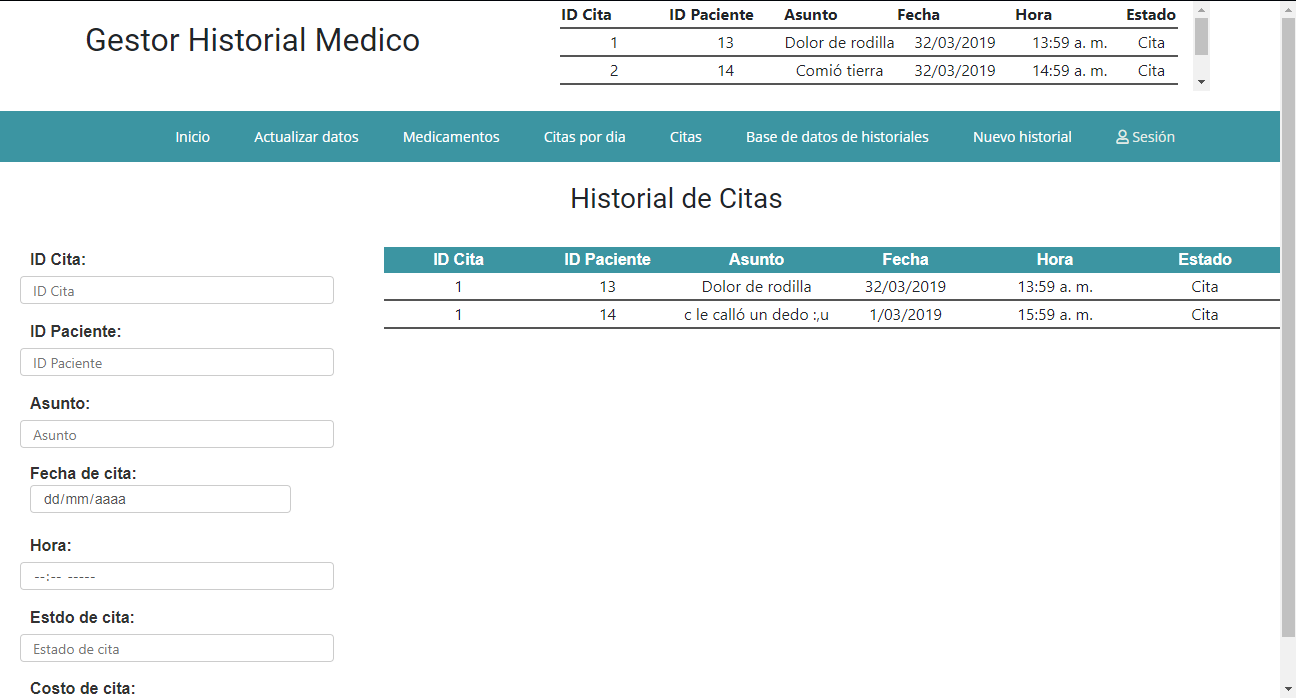 Gestor Historial Medico
ID Cita ID Paciente Asunto Fecha Hora Estado
1 13 Dolor de rodilla 32/03/2019 13:59 a. m. Cita
2 14 Comió tierra 32/03/2019 14:59 a. m. Cita
Inicio Actualizar datos Medicamentos Citas por dia Citas Base de datos de historiales Nuevo historial Sesión
Historial de Citas
ID Cita:
ID Cita
ID Paciente:
ID Paciente
Asunto:
Asunto
Fecha de cita:
dd/mm/aaaa
Hora:
--:-- -----
Estdo de cita:
Estado de cita
Costo de cita:
ID Cita ID Paciente Asunto Fecha Hora Estado
1 13 Dolor de rodilla 32/03/2019 13:59 a. m. Cita
1 14 c le calló un dedo :,u 1/03/2019 15:59 a. m. Cita